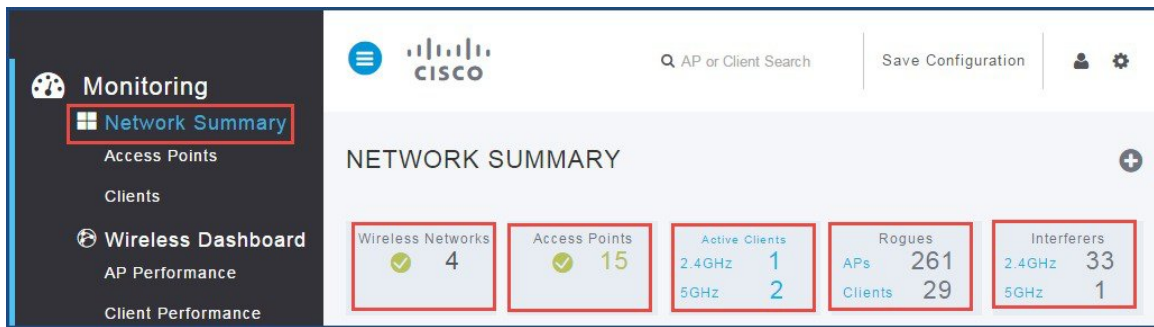 Monitoring
Network Summary
Access Points
Clients
Wireless Dashboard
AP Performance
Client Performance
CISCO
AP or Client Search
Save Configuration
NETWORK SUMMARY
Wireless Networks
4
Access Points
15
Active Clients
2.4GHz 1
5GHz 2
Rogues
APs 261
Clients 29
Interferers
2.4GHz 33
5GHz 1